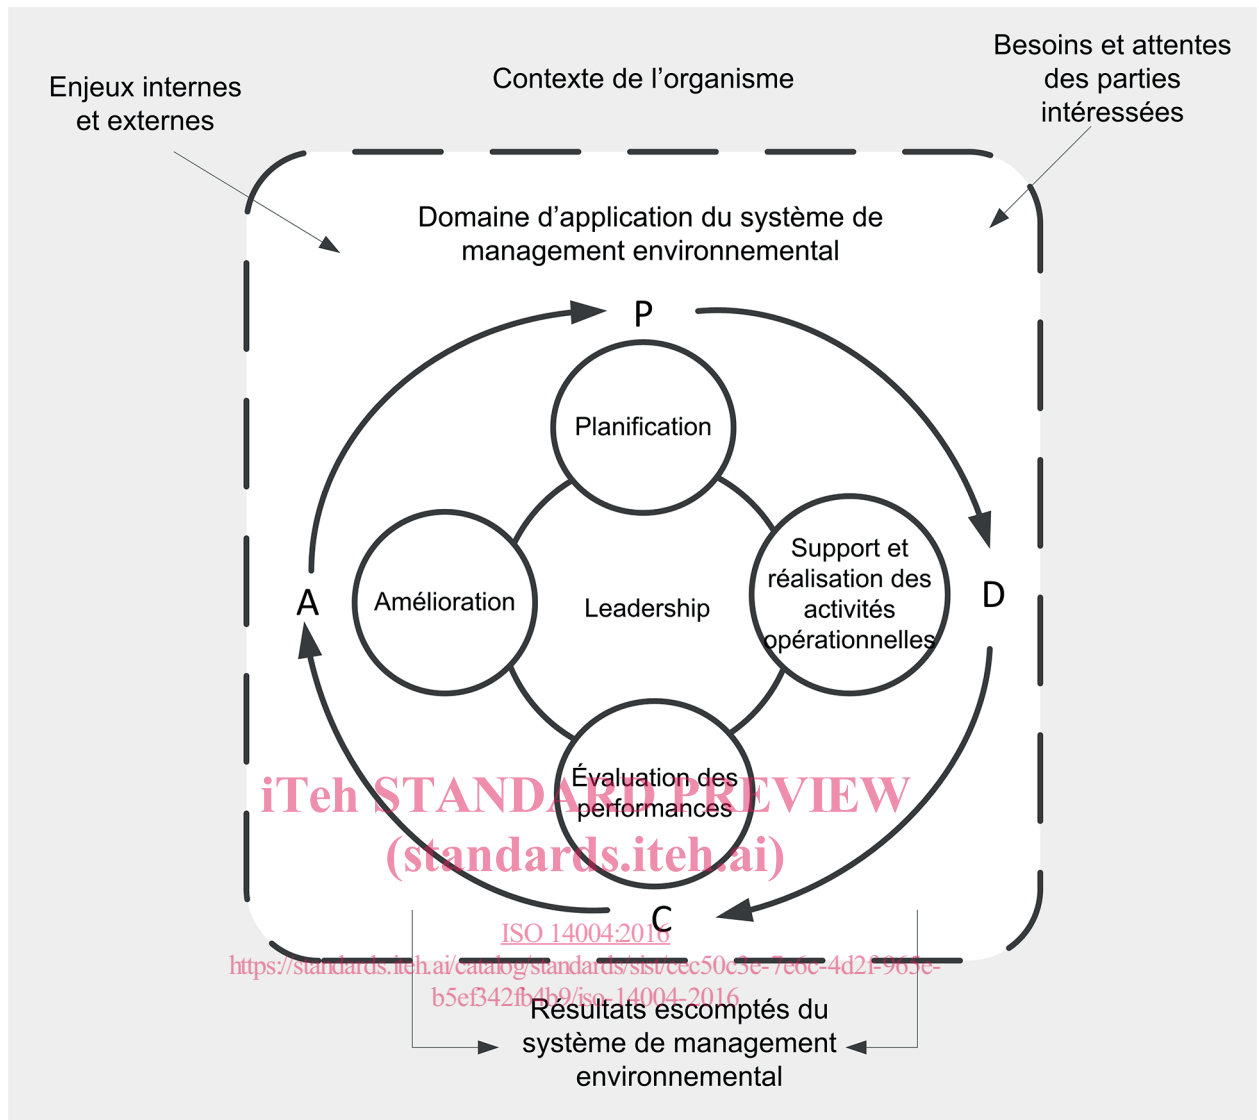 Besoins et attentes
des parties
intéressées
Contexte de l’organisme
Enjeux internes
et externes
Domaine d’application du système de
management environnemental
P
Planification
Support et
réalisation des
activités
opérationnelles
D
A
Amélioration
Leadership
Évaluation des
performances
iTeh STANDARD PREVIEW
(standards.iteh.ai)
C
ISO 14004:2016
https://standards.iteh.ai/catalog/standards/sist/cec50c3e-7e6c-4d2f-965e-
b5ef342fb4b9/iso-14004-2016
Résultats escomptés du
système de management
environnemental